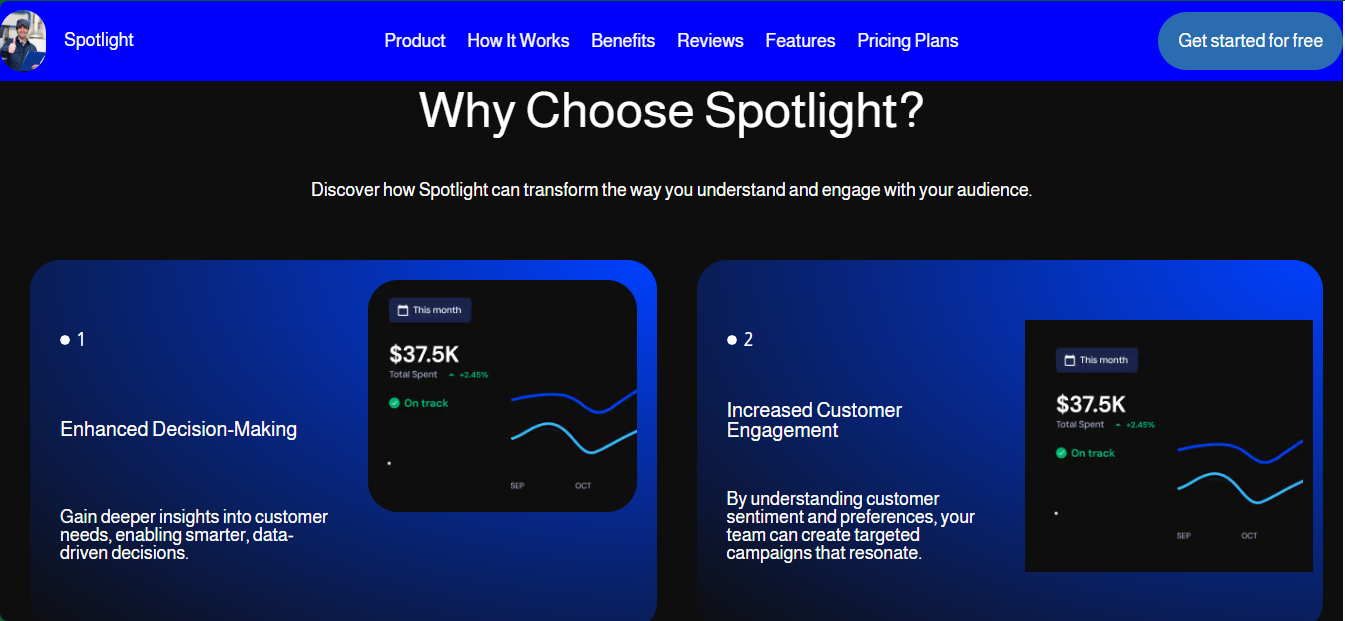 Spotlight
Product
How It Works
Benefits
Reviews
Features
Pricing Plans
Get started for free
Why Choose Spotlight?
Discover how Spotlight can transform the way you understand and engage with your audience.
1
Enhanced Decision-Making
Gain deeper insights into customer
needs, enabling smarter, data-
driven decisions.
This month
$37.5K
Total Spent
+2.45%
On track
SEP
OCT
2
Increased Customer
Engagement
By understanding customer
sentiment and preferences, your
team can create targeted
campaigns that resonate.
This month
$37.5K
Total Spent
+2.45%
On track
SEP
OCT